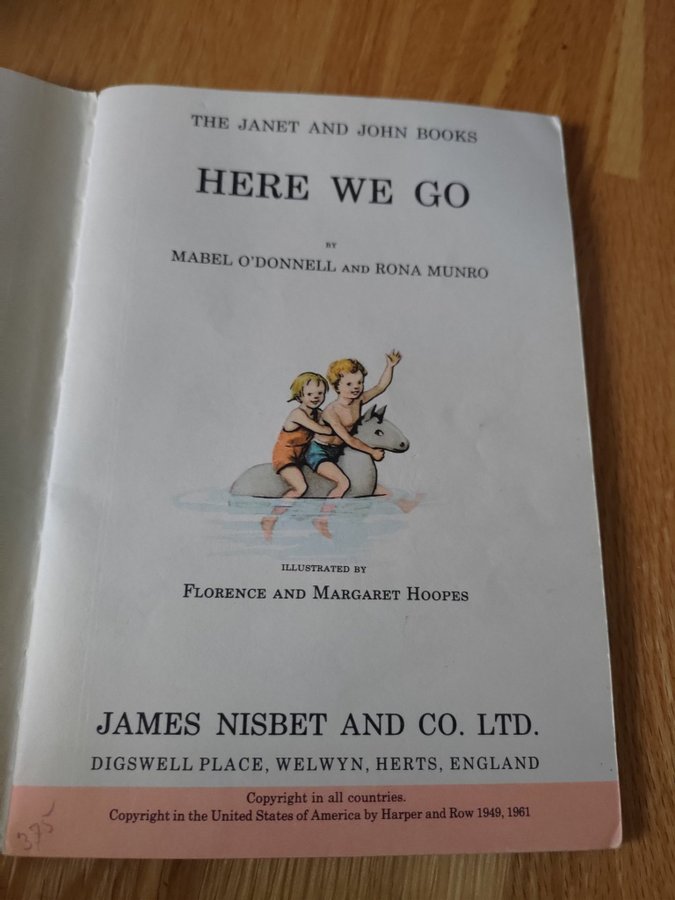 THE JANET AND JOHN BOOKS
HERE WE GO
BY
MABEL O'DONNELL AND RONA MUNRO
ILLUSTRATED BY
FLORENCE AND MARGARET HOOPES
JAMES NISBET AND CO. LTD.
DIGSWELL PLACE, WELWYN, HERTS, ENGLAND
Copyright in all countries.
Copyright in the United States of America by Harper and Row 1949, 1961
375